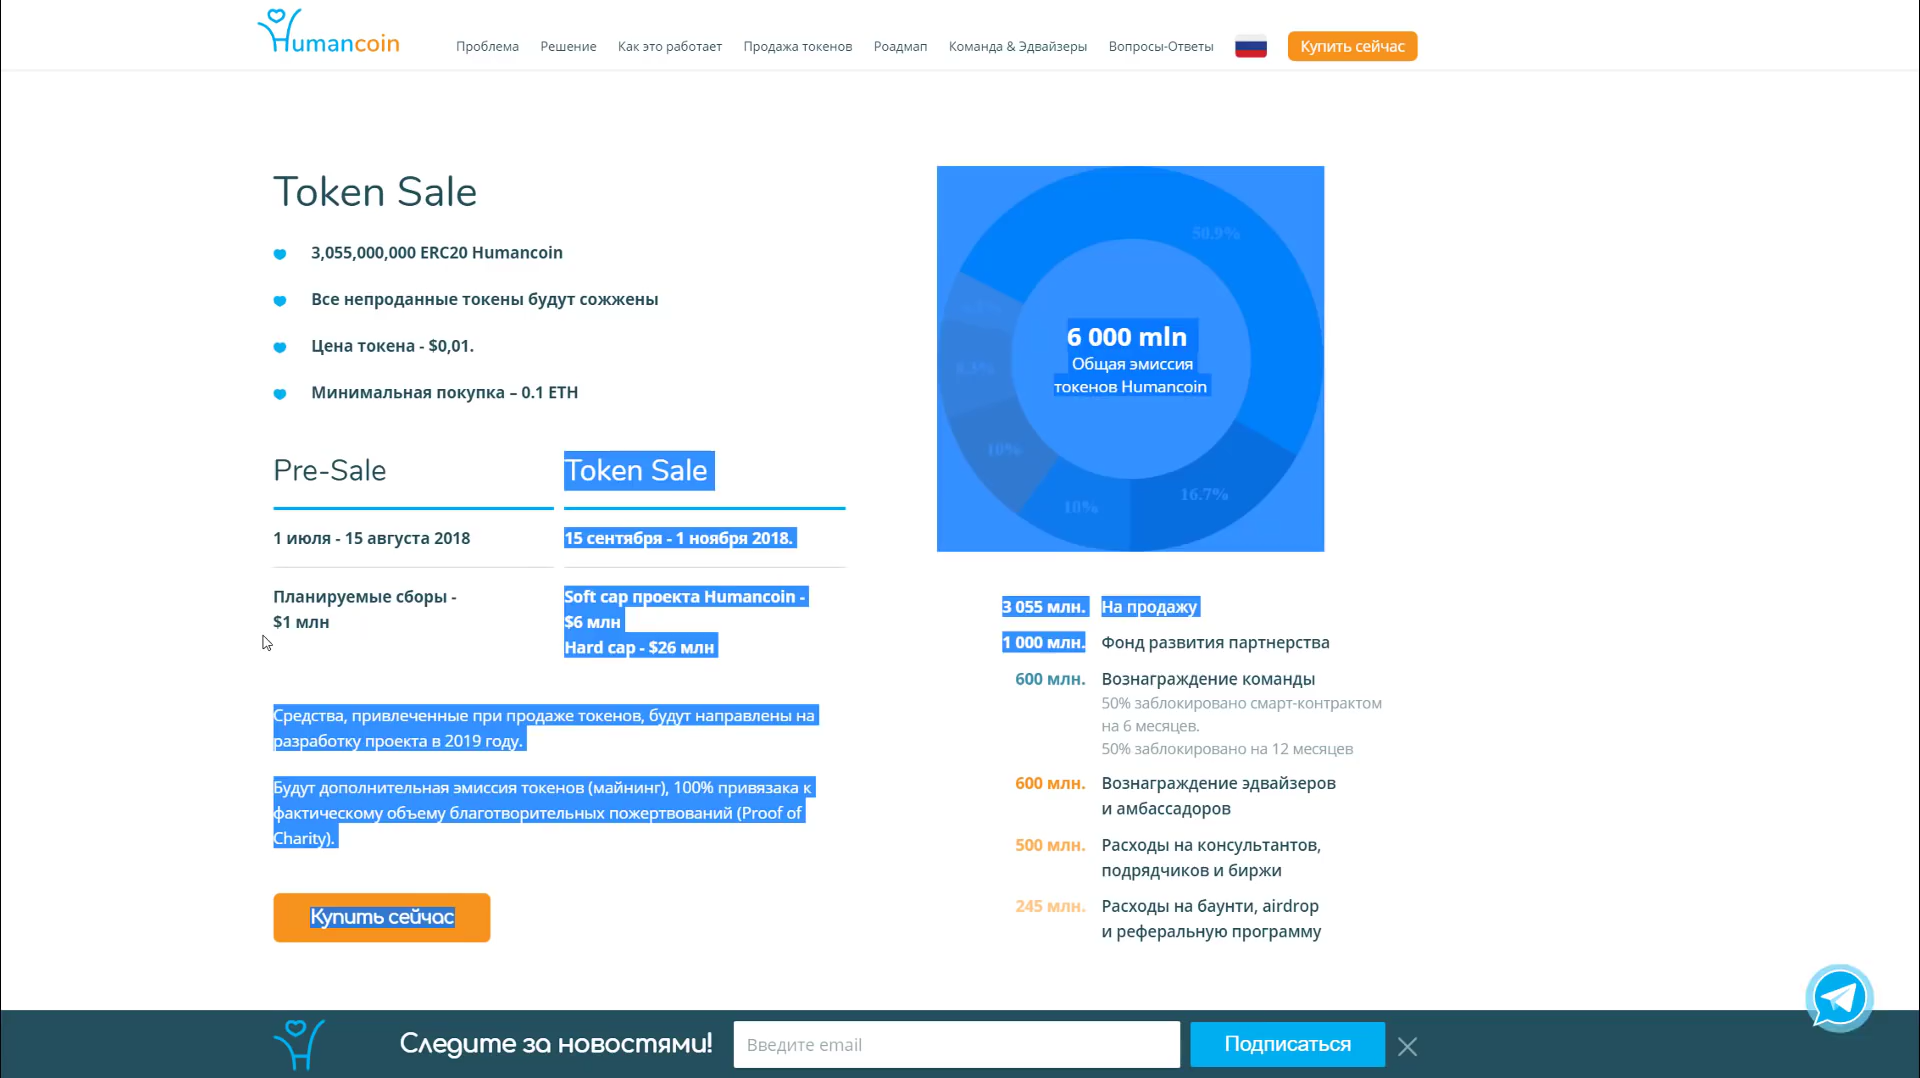 Humancoin
Проблема
Решение
Как это работает
Продажа токенов
Роадмап
Команда & Эдвайзеры
Вопросы-Ответы
Купить сейчас
Token Sale
3,055,000,000 ERC20 Humancoin
Все непроданные токены будут сожжены
Цена токена - $0,01.
Минимальная покупка – 0.1 ETH
Pre-Sale
1 июля - 15 августа 2018
Планируемые сборы -
$1 млн
Token Sale
15 сентября - 1 ноября 2018.
Soft cap проекта Humancoin -
$6 млн
Hard cap - $26 млн
Средства, привлеченные при продаже токенов, будут направлены на
разработку проекта в 2019 году.
Будут дополнительная эмиссия токенов (майнинг), 100% привязака к
фактическому объему благотворительных пожертвований (Proof of
Charity).
Купить сейчас
50.9%
16.7%
10%
10%
6 000 mln
Общая эмиссия
токенов Humancoin
3 055 млн. На продажу
1 000 млн. Фонд развития партнерства
600 млн. Вознаграждение команды
50% заблокировано смарт-контрактом
на 6 месяцев.
50% заблокировано на 12 месяцев
600 млн. Вознаграждение эдвайзеров
и амбассадоров
500 млн. Расходы на консультантов,
подрядчиков и биржи
245 млн. Расходы на баунти, airdrop
и реферальную программу
Следите за новостями!
Введите email
Подписаться